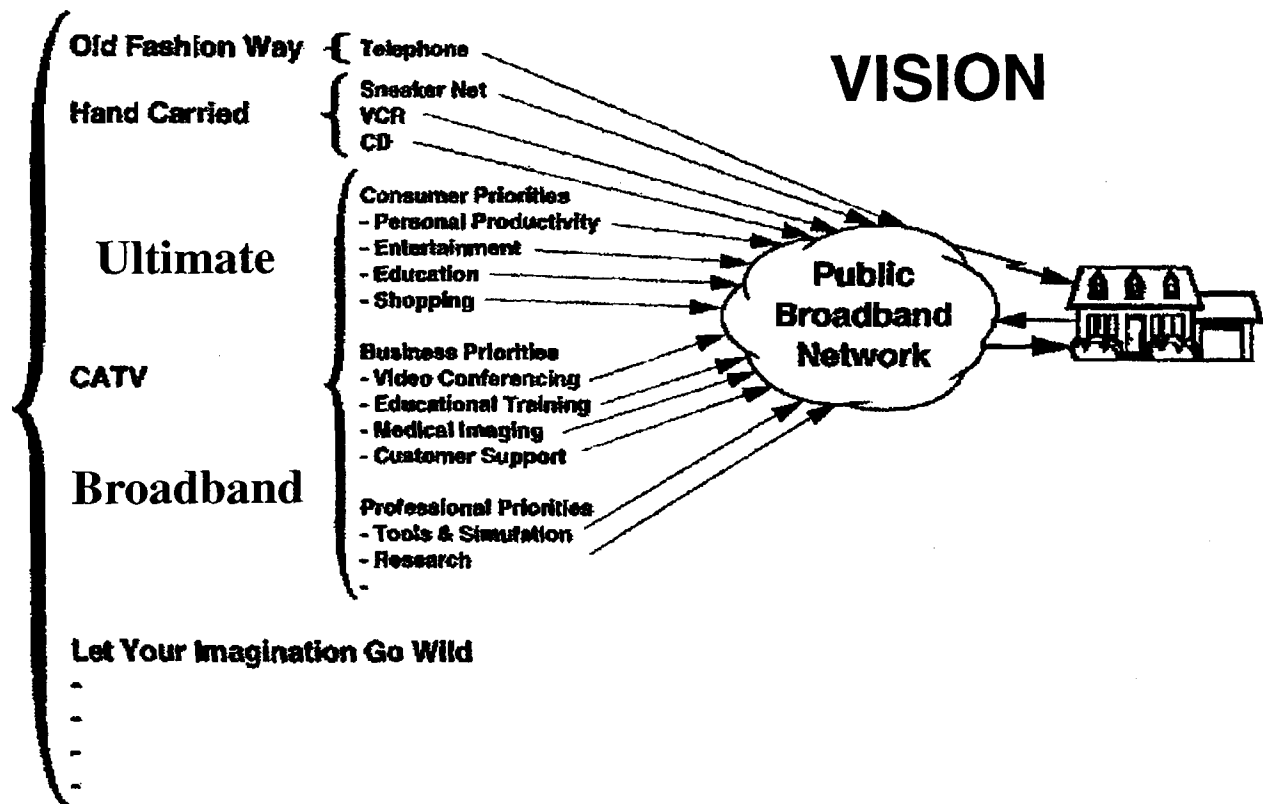 VISION
Old Fashion Way
Telephone
Hand Carried
Sneaker Net
VCR
CD
Ultimate
CATV
Broadband
Consumer Priorities
- Personal Productivity
- Entertainment
- Education
- Shopping
Business Priorities
- Video Conferencing
- Educational Training
- Medical Imaging
- Customer Support
Professional Priorities
- Tools & Simulation
- Research
-
Public
Broadband
Network
Let Your Imagination Go Wild
-
-
-
-